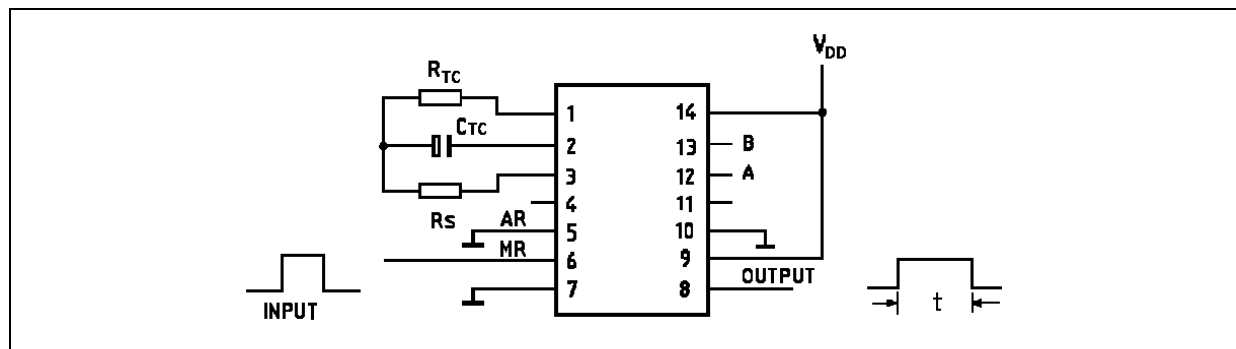 V_DD
R_TC
1 14
C_TC
2 13 B
3 12 A
R_S
4 11
AR
5 10
MR
6 9
OUTPUT
7 8
INPUT
t